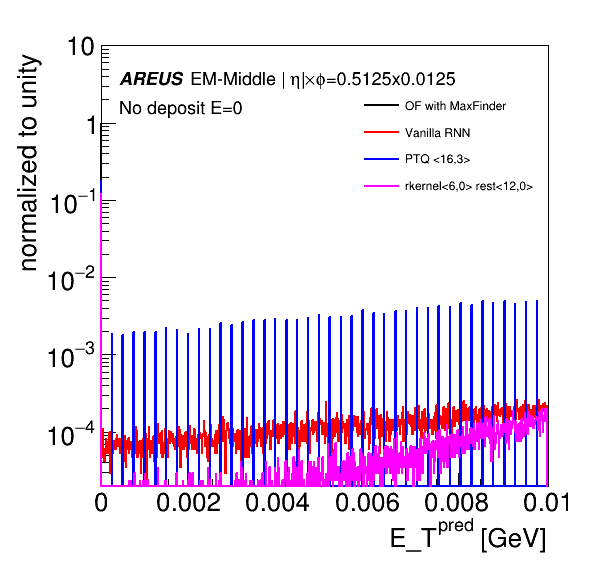 normalized to unity
10
1
10⁻¹
10⁻²
10⁻³
10⁻⁴
AREUS EM-Middle | η|×ϕ=0.5125x0.0125
No deposit E=0
OF with MaxFinder
Vanilla RNN
PTQ <16,3>
rkernel<6,0> rest<12,0>
0 0.002 0.004 0.006 0.008 0.01
E_T^pred [GeV]